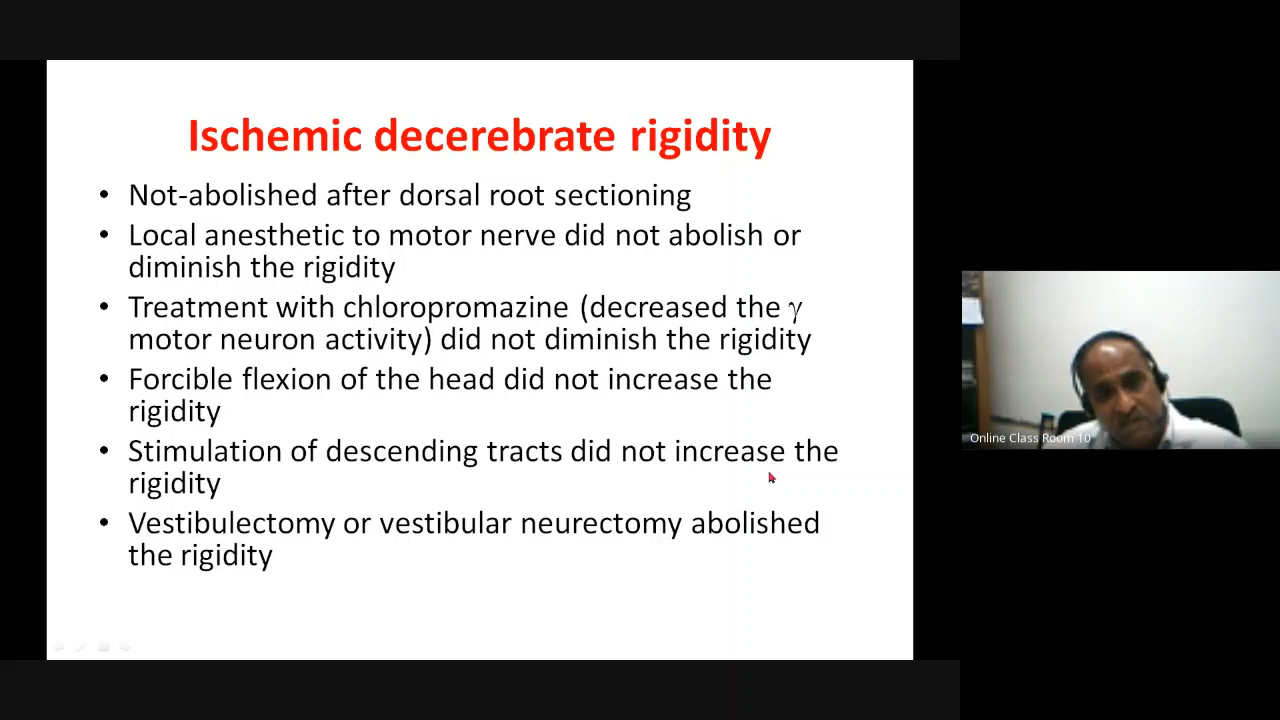 Ischemic decerebrate rigidity
• Not-abolished after dorsal root sectioning
• Local anesthetic to motor nerve did not abolish or
diminish the rigidity
• Treatment with chloropromazine (decreased the γ
motor neuron activity) did not diminish the rigidity
• Forcible flexion of the head did not increase the
rigidity
• Stimulation of descending tracts did not increase the
rigidity
• Vestibulectomy or vestibular neurectomy abolished
the rigidity
Online Class Room 10